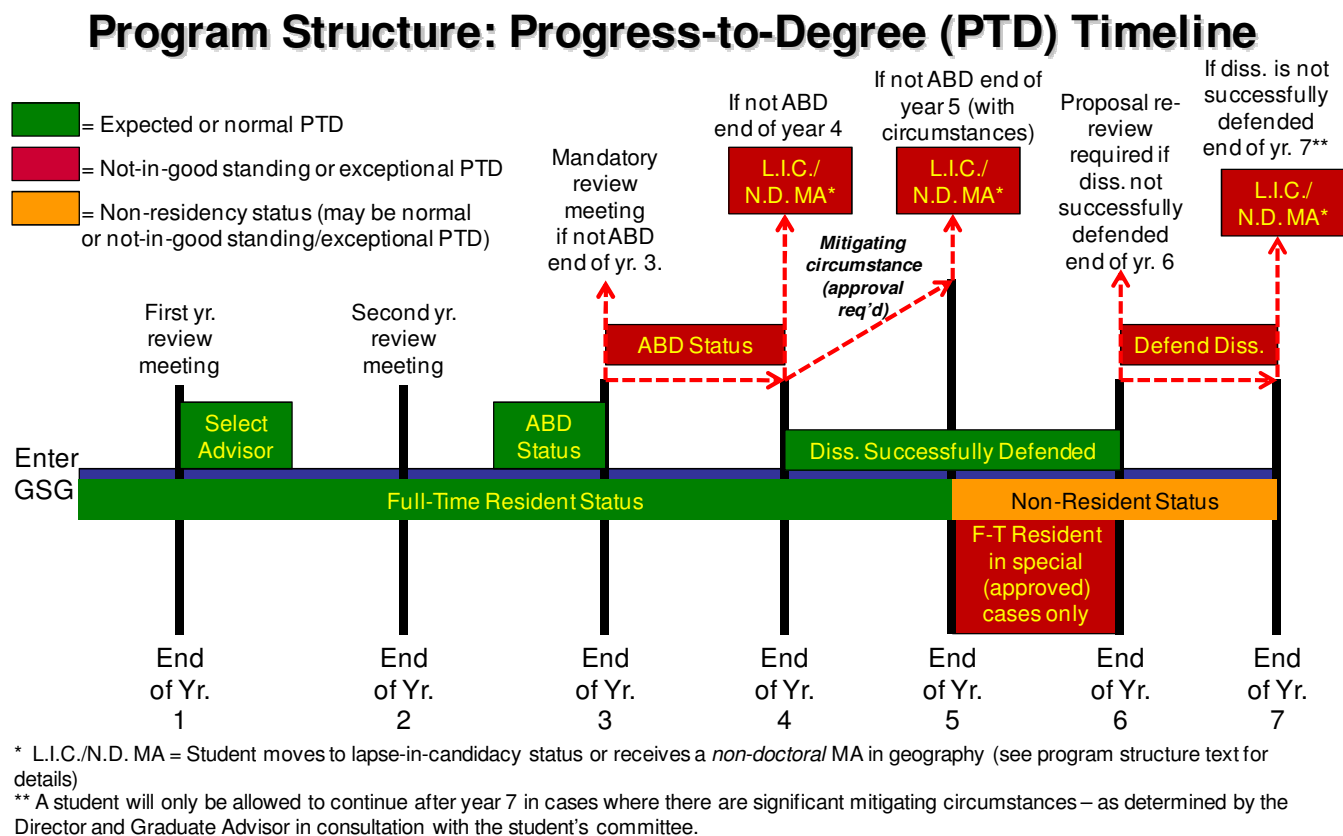 Program Structure: Progress-to-Degree (PTD) Timeline
= Expected or normal PTD
= Not-in-good standing or exceptional PTD
= Non-residency status (may be normal
or not-in-good standing/exceptional PTD)
First yr.
review
meeting
Second yr.
review
meeting
Mandatory
review
meeting
if not ABD
end of yr. 3.
If not ABD
end of year 4
L.I.C./
N.D. MA*
If not ABD end of
year 5 (with
circumstances)
L.I.C./
N.D. MA*
Mitigating
circumstance
(approval
req'd)
Proposal re-
review
required if
diss. not
successfully
defended
end of yr. 6
If diss. is not
successfully
defended
end of yr. 7**
L.I.C./
N.D. MA*
ABD Status
Defend Diss.
Select
Advisor
ABD
Status
Diss. Successfully Defended
Enter
GSG
Full-Time Resident Status
Non-Resident Status
F-T Resident
in special
(approved)
cases only
End
of Yr.
1
End
of Yr.
2
End
of Yr.
3
End
of Yr.
4
End
of Yr.
5
End
of Yr.
6
End
of Yr.
7
* L.I.C./N.D. MA = Student moves to lapse-in-candidacy status or receives a non-doctoral MA in geography (see program structure text for
details)
** A student will only be allowed to continue after year 7 in cases where there are significant mitigating circumstances – as determined by the
Director and Graduate Advisor in consultation with the student's committee.